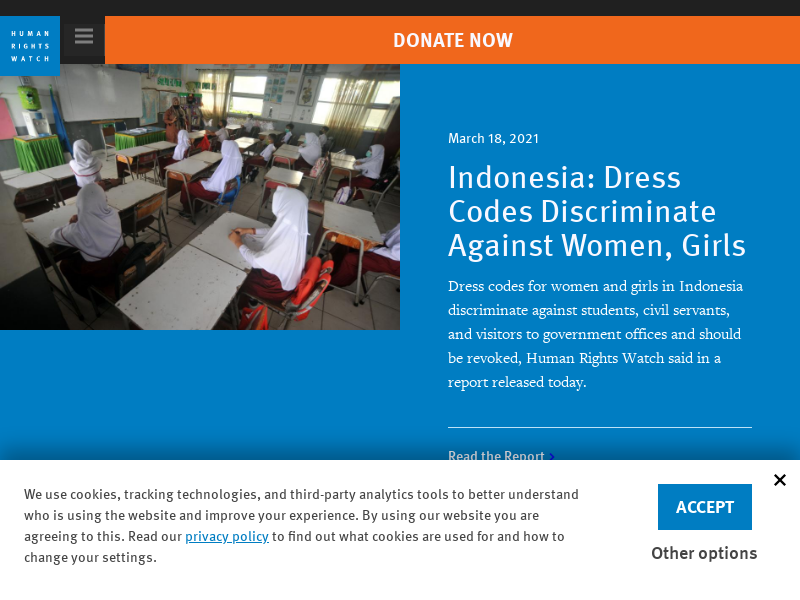 HUMAN
RIGHTS
WATCH
DONATE NOW
March 18, 2021
Indonesia: Dress
Codes Discriminate
Against Women, Girls
Dress codes for women and girls in Indonesia
discriminate against students, civil servants,
and visitors to government offices and should
be revoked, Human Rights Watch said in a
report released today.
Read the Report
We use cookies, tracking technologies, and third-party analytics tools to better understand
who is using the website and improve your experience. By using our website you are
agreeing to this. Read our privacy policy to find out what cookies are used for and how to
change your settings.
ACCEPT
Other options